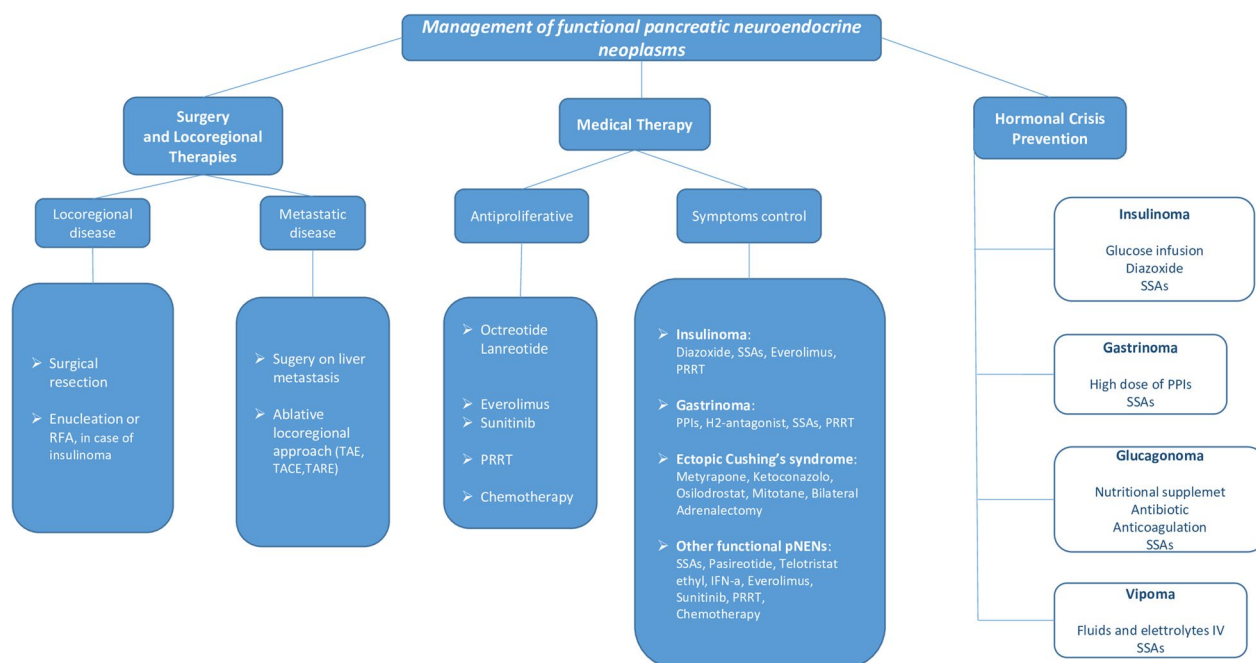 Management of functional pancreatic neuroendocrine
neoplasms
Surgery
and Locoregional
Therapies
Medical Therapy
Hormonal Crisis
Prevention
Locoregional
disease
Metastatic
disease
Antiproliferative
Symptoms control
➢ Surgical
resection
➢ Enucleation or
RFA, in case of
insulinoma
➢ Sugery on liver
metastasis
➢ Ablative
locoregional
approach (TAE,
TACE,TARE)
➢ Octreotide
Lanreotide
➢ Everolimus
➢ Sunitinib
➢ PRRT
➢ Chemotherapy
➢ Insulinoma:
Diazoxide, SSAs, Everolimus,
PRRT
➢ Gastrinoma:
PPIs, H2-antagonist, SSAs, PRRT
➢ Ectopic Cushing's syndrome:
Metyrapone, Ketoconazolo,
Osilodrostat, Mitotane, Bilateral
Adrenalectomy
➢ Other functional pNENs:
SSAs, Pasireotide, Telotristat
ethyl, IFN-a, Everolimus,
Sunitinib, PRRT,
Chemotherapy
Insulinoma
Glucose infusion
Diazoxide
SSAs
Gastrinoma
High dose of PPIs
SSAs
Glucagonoma
Nutritional supplemet
Antibiotic
Anticoagulation
SSAs
Vipoma
Fluids and elettrolytes IV
SSAs